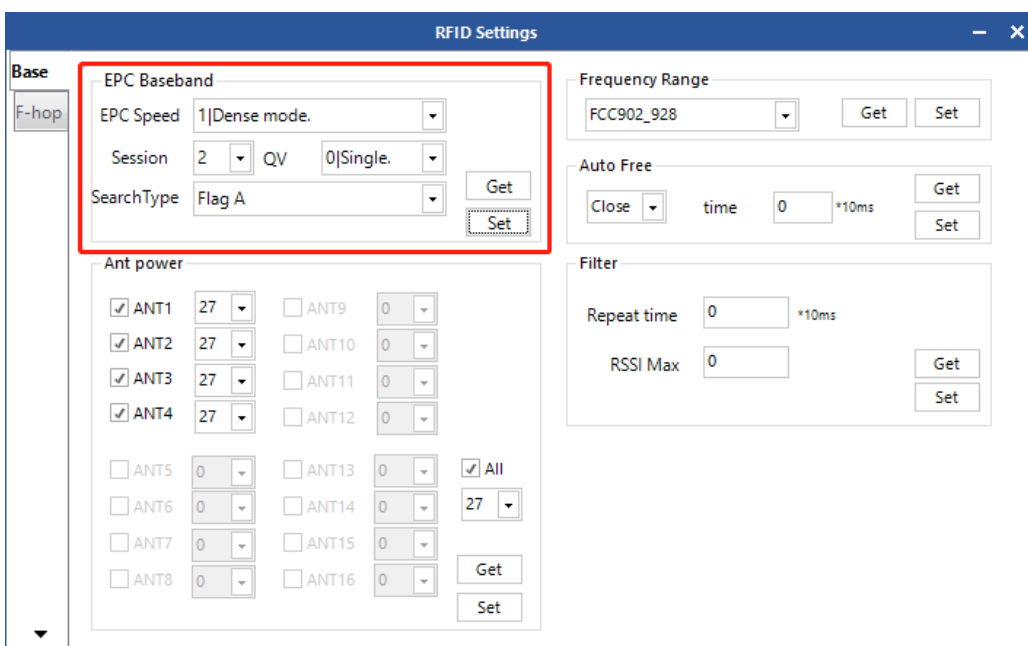 RFID Settings
Base
F-hop
EPC Baseband
EPC Speed 1|Dense mode.
Session 2 QV 0|Single.
SearchType Flag A
Get
Set
Ant power
ANT1 27 ANT9 0
ANT2 27 ANT10 0
ANT3 27 ANT11 0
ANT4 27 ANT12 0
ANT5 0 ANT13 0 All
ANT6 0 ANT14 0 27
ANT7 0 ANT15 0
ANT8 0 ANT16 0
Get
Set
Frequency Range
FCC902_928 Get Set
Auto Free
Close time 0 *10ms
Get
Set
Filter
Repeat time 0 *10ms
RSSI Max 0
Get
Set